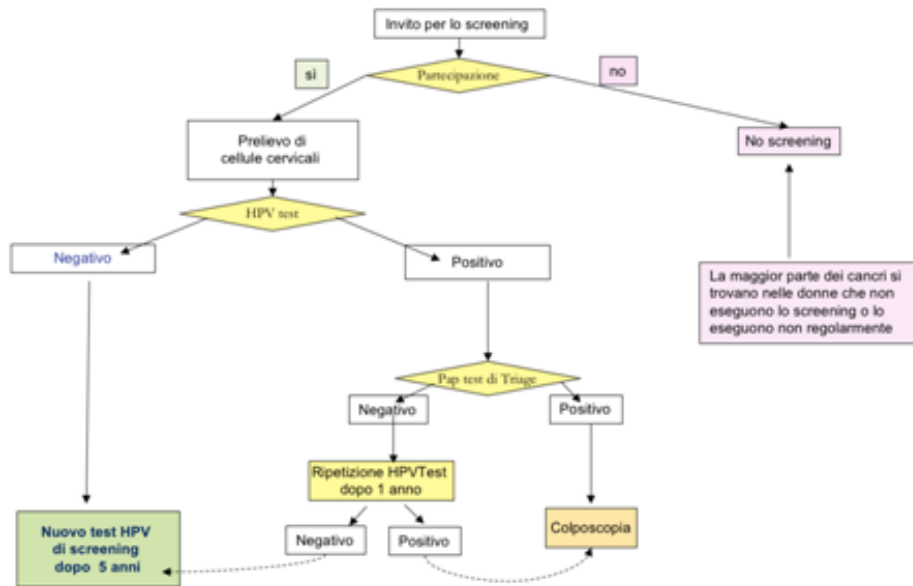 Invito per lo screening
si
Partecipazione
no
Prelievo di
cellule cervicali
No screening
HPV test
Negativo
Positivo
La maggior parte dei cancri si
trovano nelle donne che non
eseguono lo screening o lo
eseguono non regolarmente
Pap test di Triage
Negativo
Positivo
Ripetizione HPVTest
dopo 1 anno
Nuovo test HPV
di screening
dopo 5 anni
Negativo
Positivo
Colposcopia